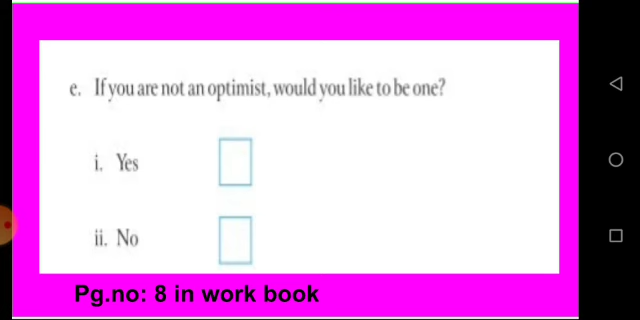 e. If you are not an optimist, would you like to be one?
i. Yes
ii. No
Pg.no: 8 in work book